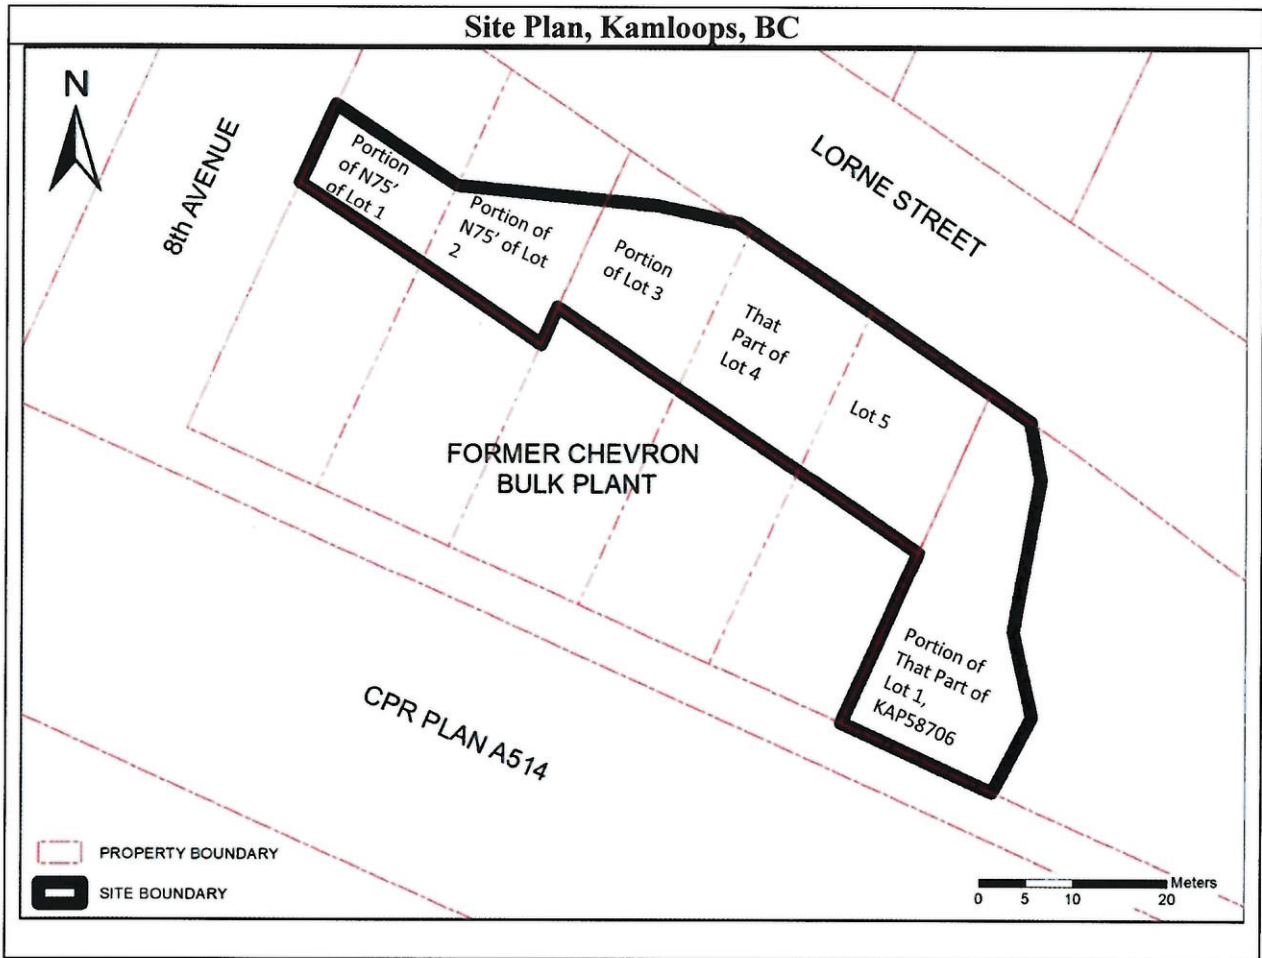 Site Plan, Kamloops, BC
N
8th AVENUE
LORNE STREET
Portion
of N75'
of Lot 1
Portion of
N75' of Lot
2
Portion
of Lot 3
That
Part of
Lot 4
Lot 5
FORMER CHEVRON
BULK PLANT
Portion of
That Part of
Lot 1,
KAP58706
CPR PLAN A514
PROPERTY BOUNDARY
SITE BOUNDARY
Meters
0 5 10 20